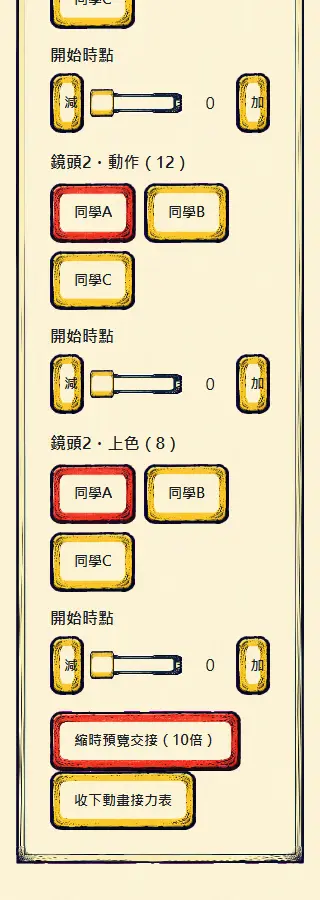 同學C
開始時點
減 0 加
鏡頭2・動作（12）
同學A 同學B
同學C
開始時點
減 0 加
鏡頭2・上色（8）
同學A 同學B
同學C
開始時點
減 0 加
縮時預覽交接（10倍）
收下動畫接力表